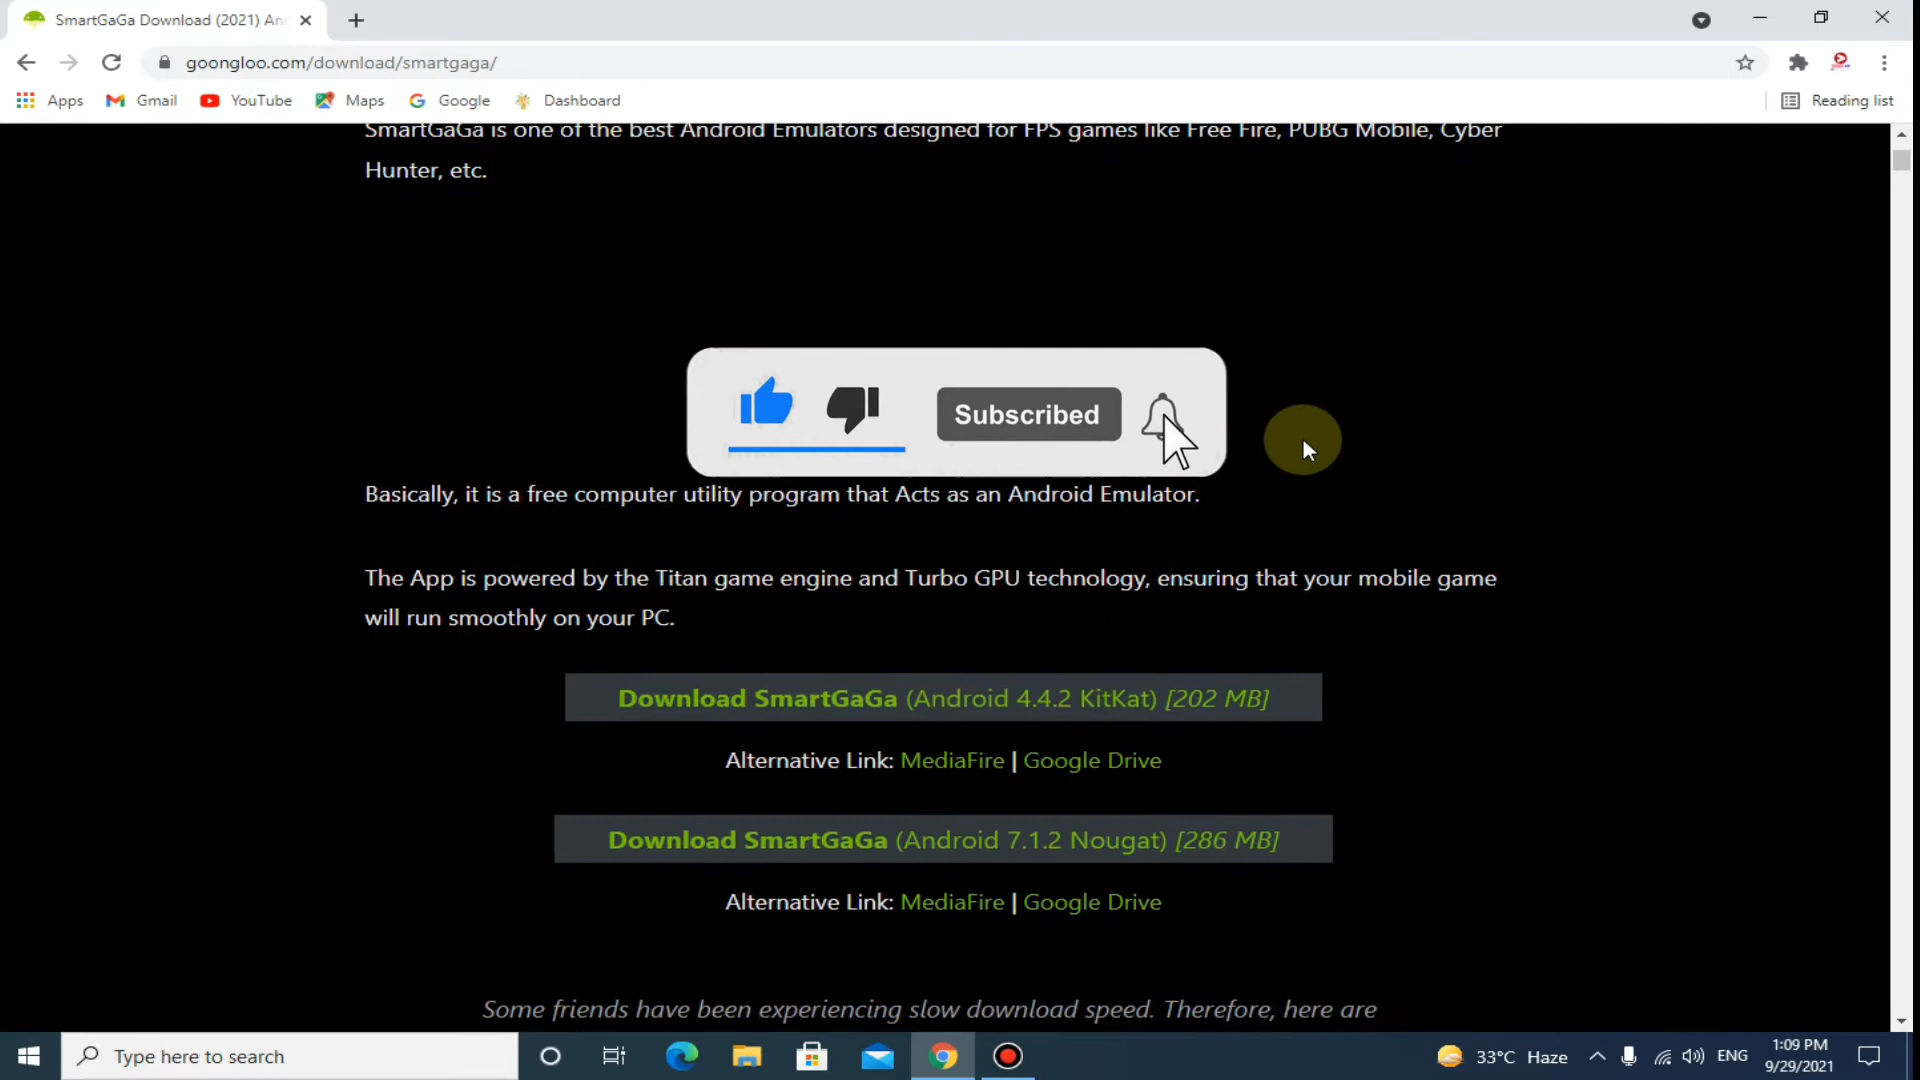 SmartGaGa Download (2021) An
goongloo.com/download/smartgaga/
Apps Gmail YouTube Maps Google Dashboard Reading list
SmartGaGa is one of the best Android Emulators designed for FPS games like Free Fire, PUBG Mobile, Cyber
Hunter, etc.
Subscribed
Basically, it is a free computer utility program that Acts as an Android Emulator.
The App is powered by the Titan game engine and Turbo GPU technology, ensuring that your mobile game
will run smoothly on your PC.
Download SmartGaGa (Android 4.4.2 KitKat) [202 MB]
Alternative Link: MediaFire | Google Drive
Download SmartGaGa (Android 7.1.2 Nougat) [286 MB]
Alternative Link: MediaFire | Google Drive
Some friends have been experiencing slow download speed. Therefore, here are
Type here to search
33°C Haze
ENG
1:09 PM
9/29/2021